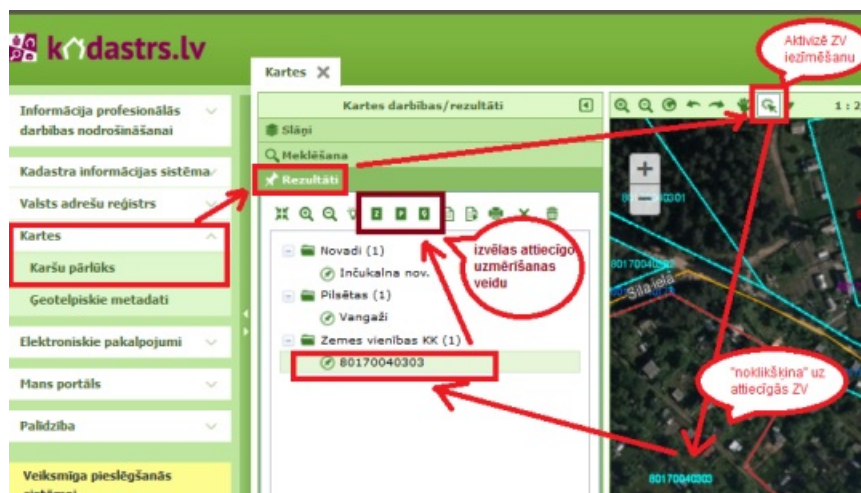 kadastrs.lv
Kartes
Informācija profesionālās
darbības nodrošināšanai
Kadastra informācijas sistēma
Valsts adrešu reģistrs
Kartes
Karšu pārlūks
Ģeotelpiskie metadati
Elektroniskie pakalpojumi
Mans portāls
Palīdzība
Veiksmīga pieslēgšanās
Kartes darbības/rezultāti
Slāņi
Meklēšana
Rezultāti
Z P G
Novadi (1)
Inčukalna nov.
Pilsētas (1)
Vangaži
Zemes vienības KK (1)
80170040303
izvēlas attiecīgo
uzmērīšanas
veidu
Aktivizē ZV
iezīmēšanu
1 : 2
Sila iela
"noklikšķina" uz
attiecīgās ZV
80170040303